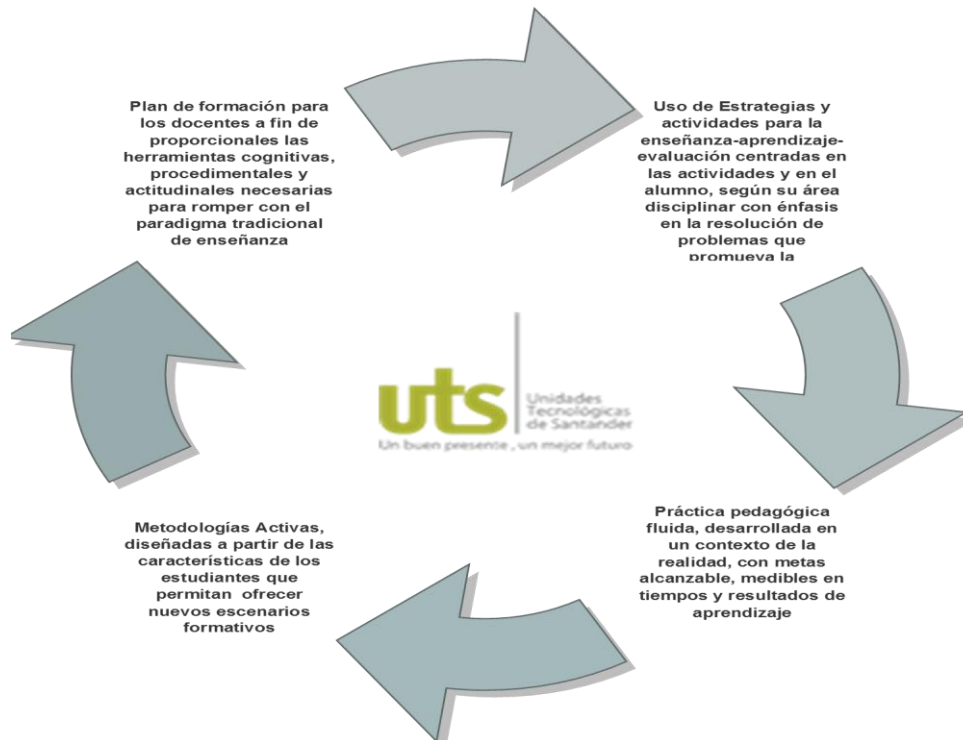 Plan de formación para
los docentes a fin de
proporcionales las
herramientas cognitivas,
procedimentales y
actitudinales necesarias
para romper con el
paradigma tradicional
de enseñanza
Uso de Estrategias y
actividades para la
enseñanza-aprendizaje-
evaluación centradas en
las actividades y en el
alumno, según su área
disciplinar con énfasis
en la resolución de
problemas que
promueva la
Práctica pedagógica
fluida, desarrollada en
un contexto de la
realidad, con metas
alcanzable, medibles en
tiempos y resultados de
aprendizaje
Metodologías Activas,
diseñadas a partir de las
características de los
estudiantes que
permitan ofrecer
nuevos escenarios
formativos
uts
Unidades
Tecnológicas
de Santander
Un buen presente, un mejor futuro